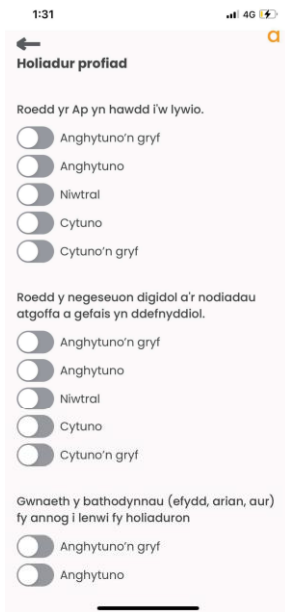 1:31
4G
a
Holiadur profiad
Roedd yr Ap yn hawdd i'w lywio.
Anghytuno'n gryf
Anghytuno
Niwtral
Cytuno
Cytuno'n gryf
Roedd y negeseuon digidol a'r nodiadau
atgoffa a gefais yn ddefnyddiol.
Anghytuno'n gryf
Anghytuno
Niwtral
Cytuno
Cytuno'n gryf
Gwnaeth y bathodynnau (efydd, arian, aur)
fy annog i lenwi fy holiaduron
Anghytuno'n gryf
Anghytuno